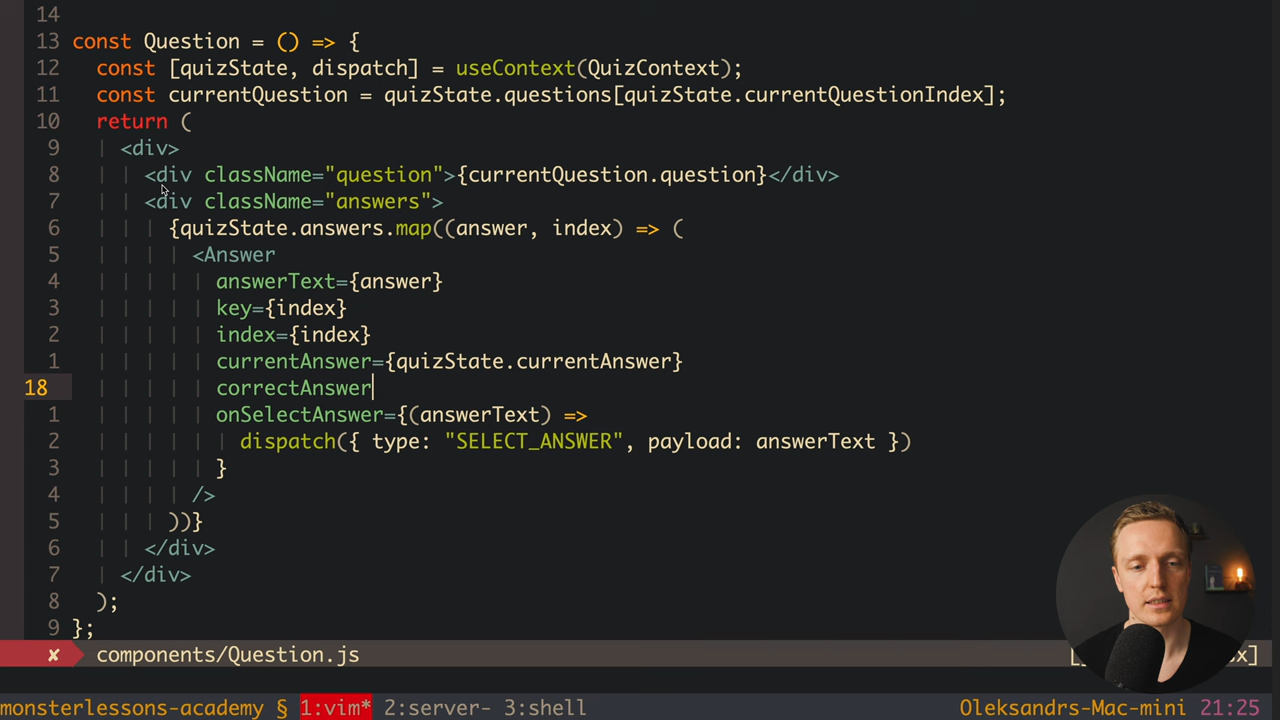 14
13 const Question = () => {
12 const [quizState, dispatch] = useContext(QuizContext);
11 const currentQuestion = quizState.questions[quizState.currentQuestionIndex];
10 return (
9 <div>
8 <div className="question">{currentQuestion.question}</div>
7 <div className="answers">
6 {quizState.answers.map((answer, index) => (
5 <Answer
4 answerText={answer}
3 key={index}
2 index={index}
1 currentAnswer={quizState.currentAnswer}
18 correctAnswer
1 onSelectAnswer={(answerText) =>
2 dispatch({ type: "SELECT_ANSWER", payload: answerText })
3 }
4 />
5 ))}
6 </div>
7 </div>
8 );
9 };
✘ components/Question.js
monsterlessons-academy § 1:vim* 2:server- 3:shell Oleksandrs-Mac-mini 21:25